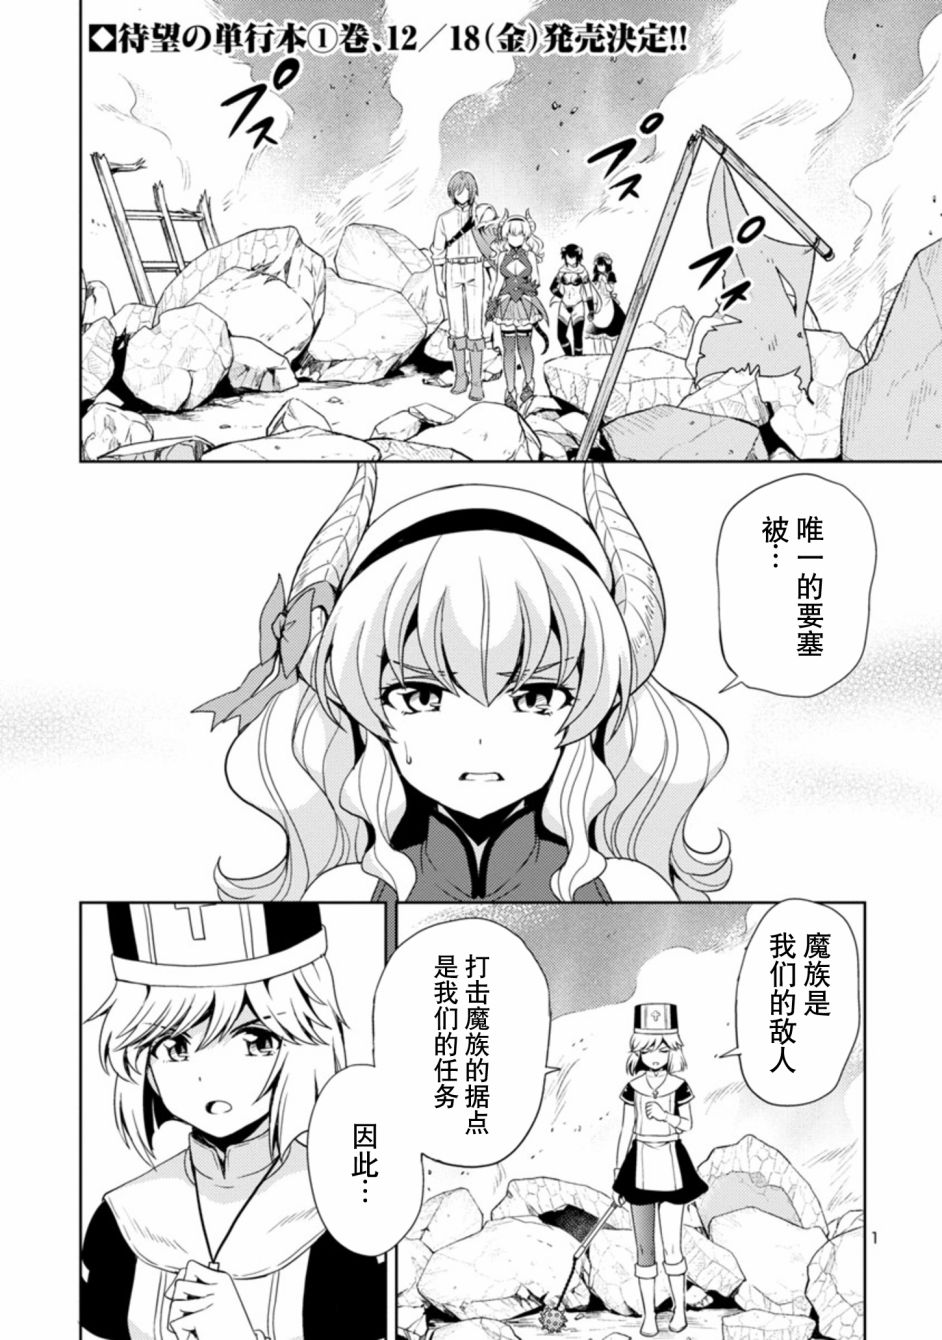 ◆待望の単行本①巻、12／18(金)発売決定!!
プス
プス
プス
唯一的要塞
被…
魔族是
我们的敌人
打击魔族的据点
是我们的任务
因此…
1